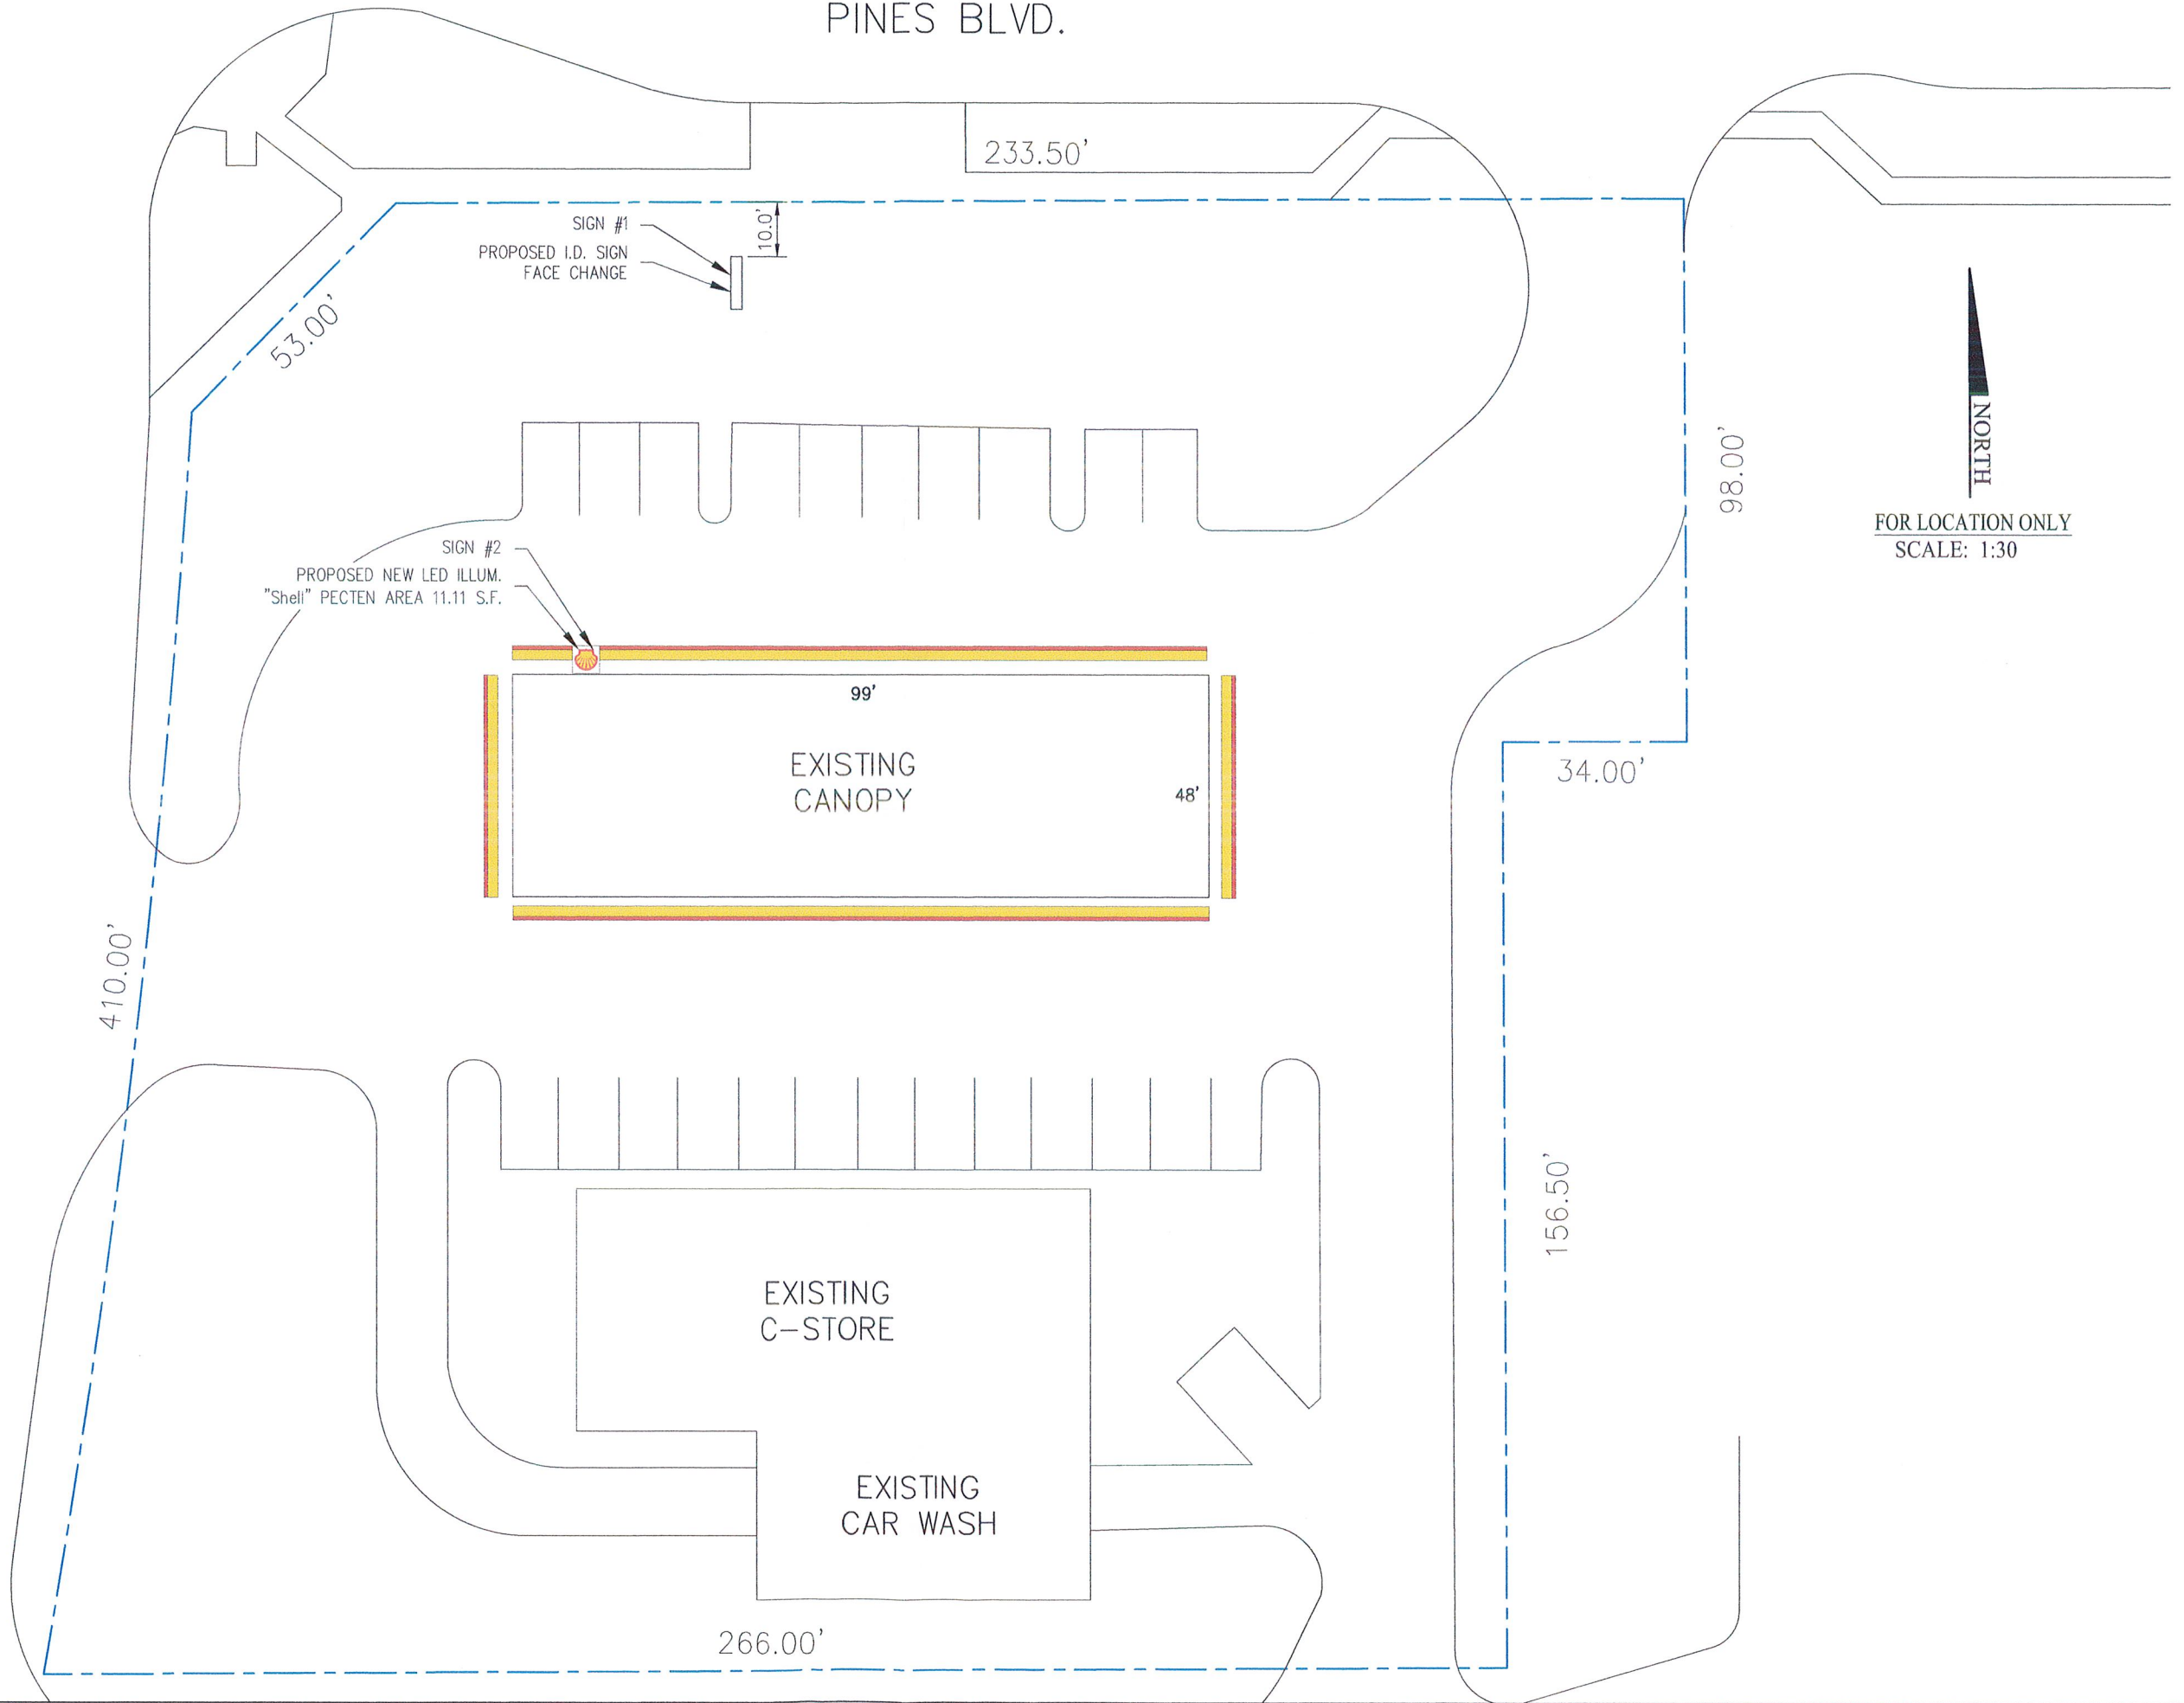 PINES BLVD.
233.50'
SIGN #1
PROPOSED I.D. SIGN
FACE CHANGE
10.0'
53.00'
NORTH
98.00'
FOR LOCATION ONLY
SCALE: 1:30
SIGN #2
PROPOSED NEW LED ILLUM.
"Shell" PECTEN AREA 11.11 S.F.
99'
EXISTING
CANOPY
48'
34.00'
410.00'
156.50'
EXISTING
C-STORE
EXISTING
CAR WASH
266.00'